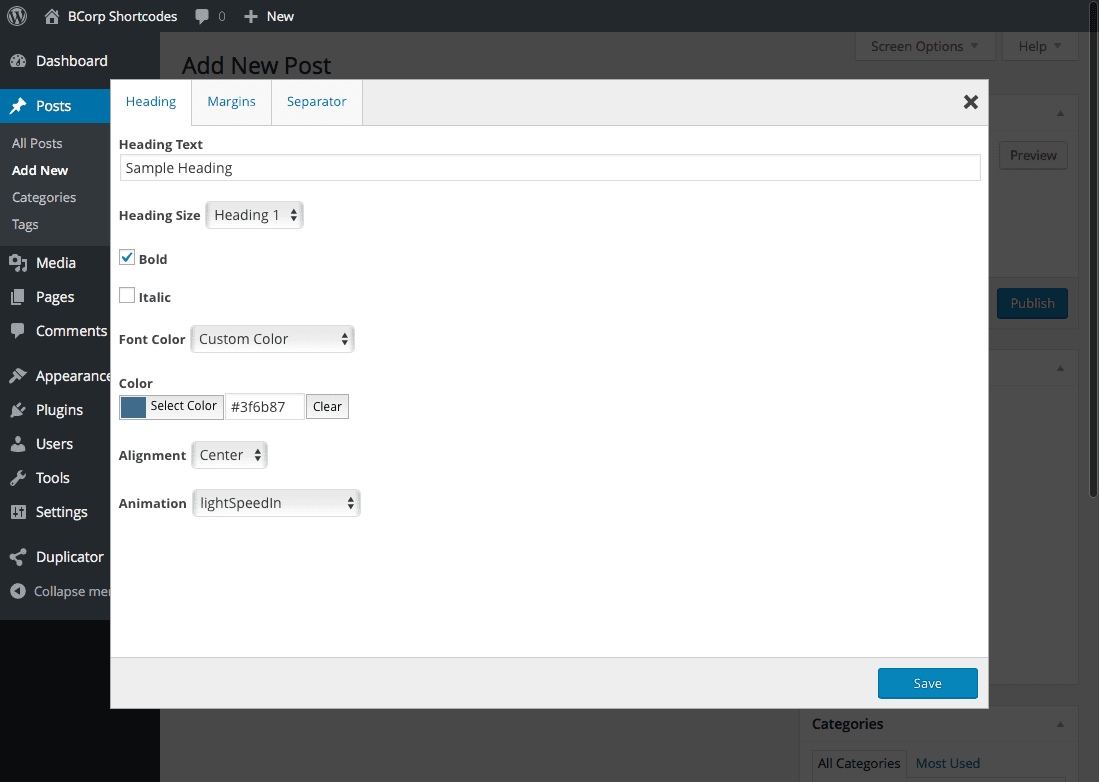 BCorp Shortcodes 0 New
Screen Options Help
Dashboard
Add New Post
Heading Margins Separator
Posts
All Posts
Add New
Categories
Tags
Media
Pages
Comments
Appearance
Plugins
Users
Tools
Settings
Duplicator
Collapse me
Heading Text
Sample Heading
Heading Size Heading 1
Bold
Italic
Font Color Custom Color
Color
Select Color #3f6b87 Clear
Alignment Center
Animation lightSpeedIn
Save
Preview
Publish
Categories
All Categories Most Used